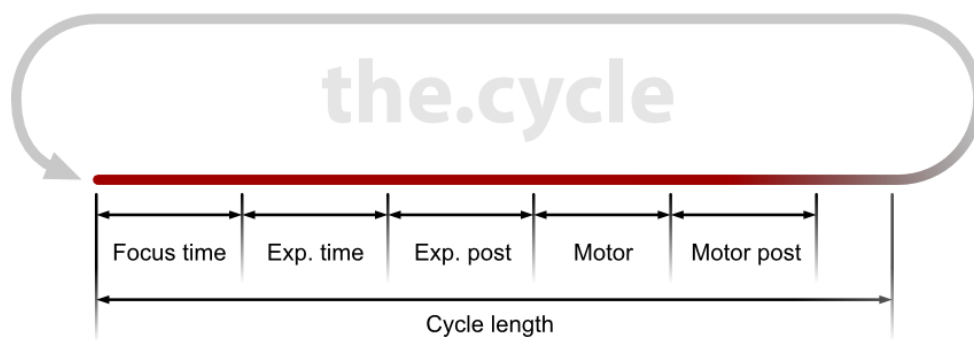 the.cycle
Focus time
Exp. time
Exp. post
Motor
Motor post
Cycle length